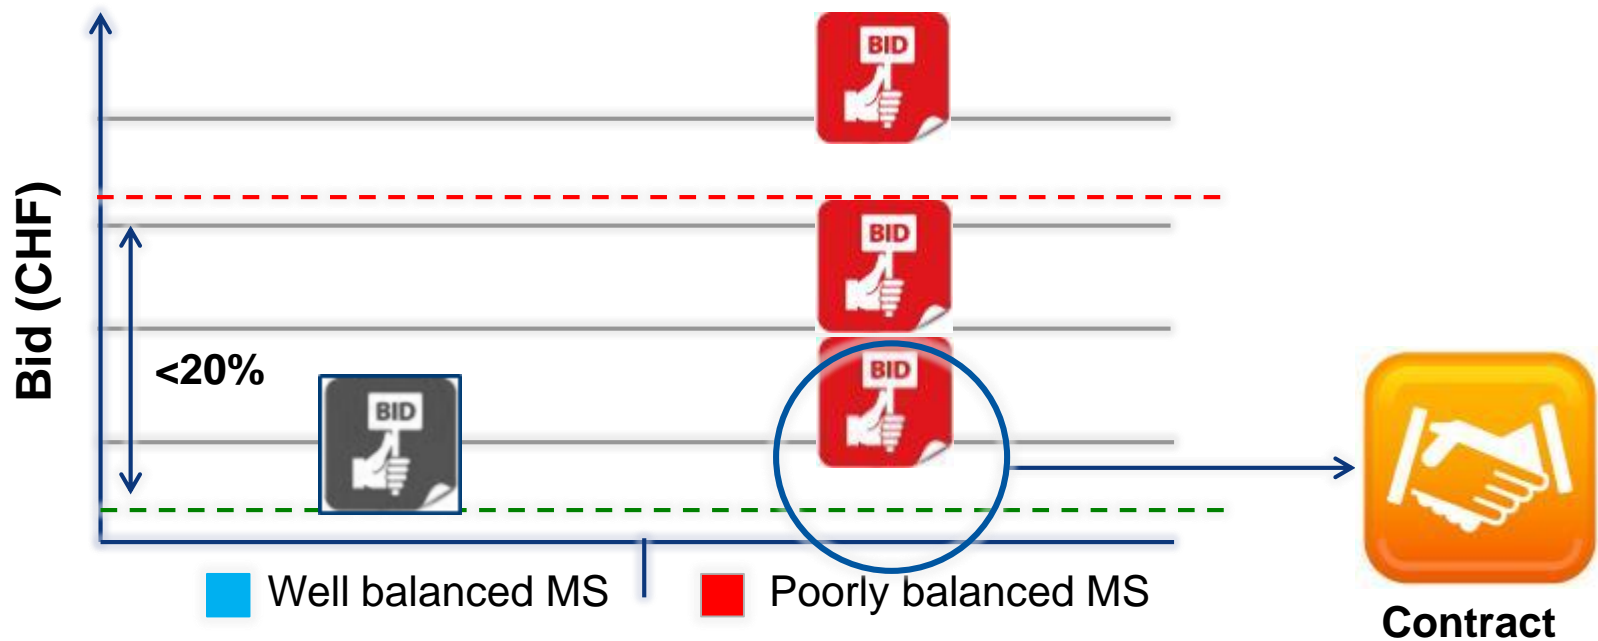 BID
Bid (CHF)
BID
<20%
BID
BID
Well balanced MS
Poorly balanced MS
Contract